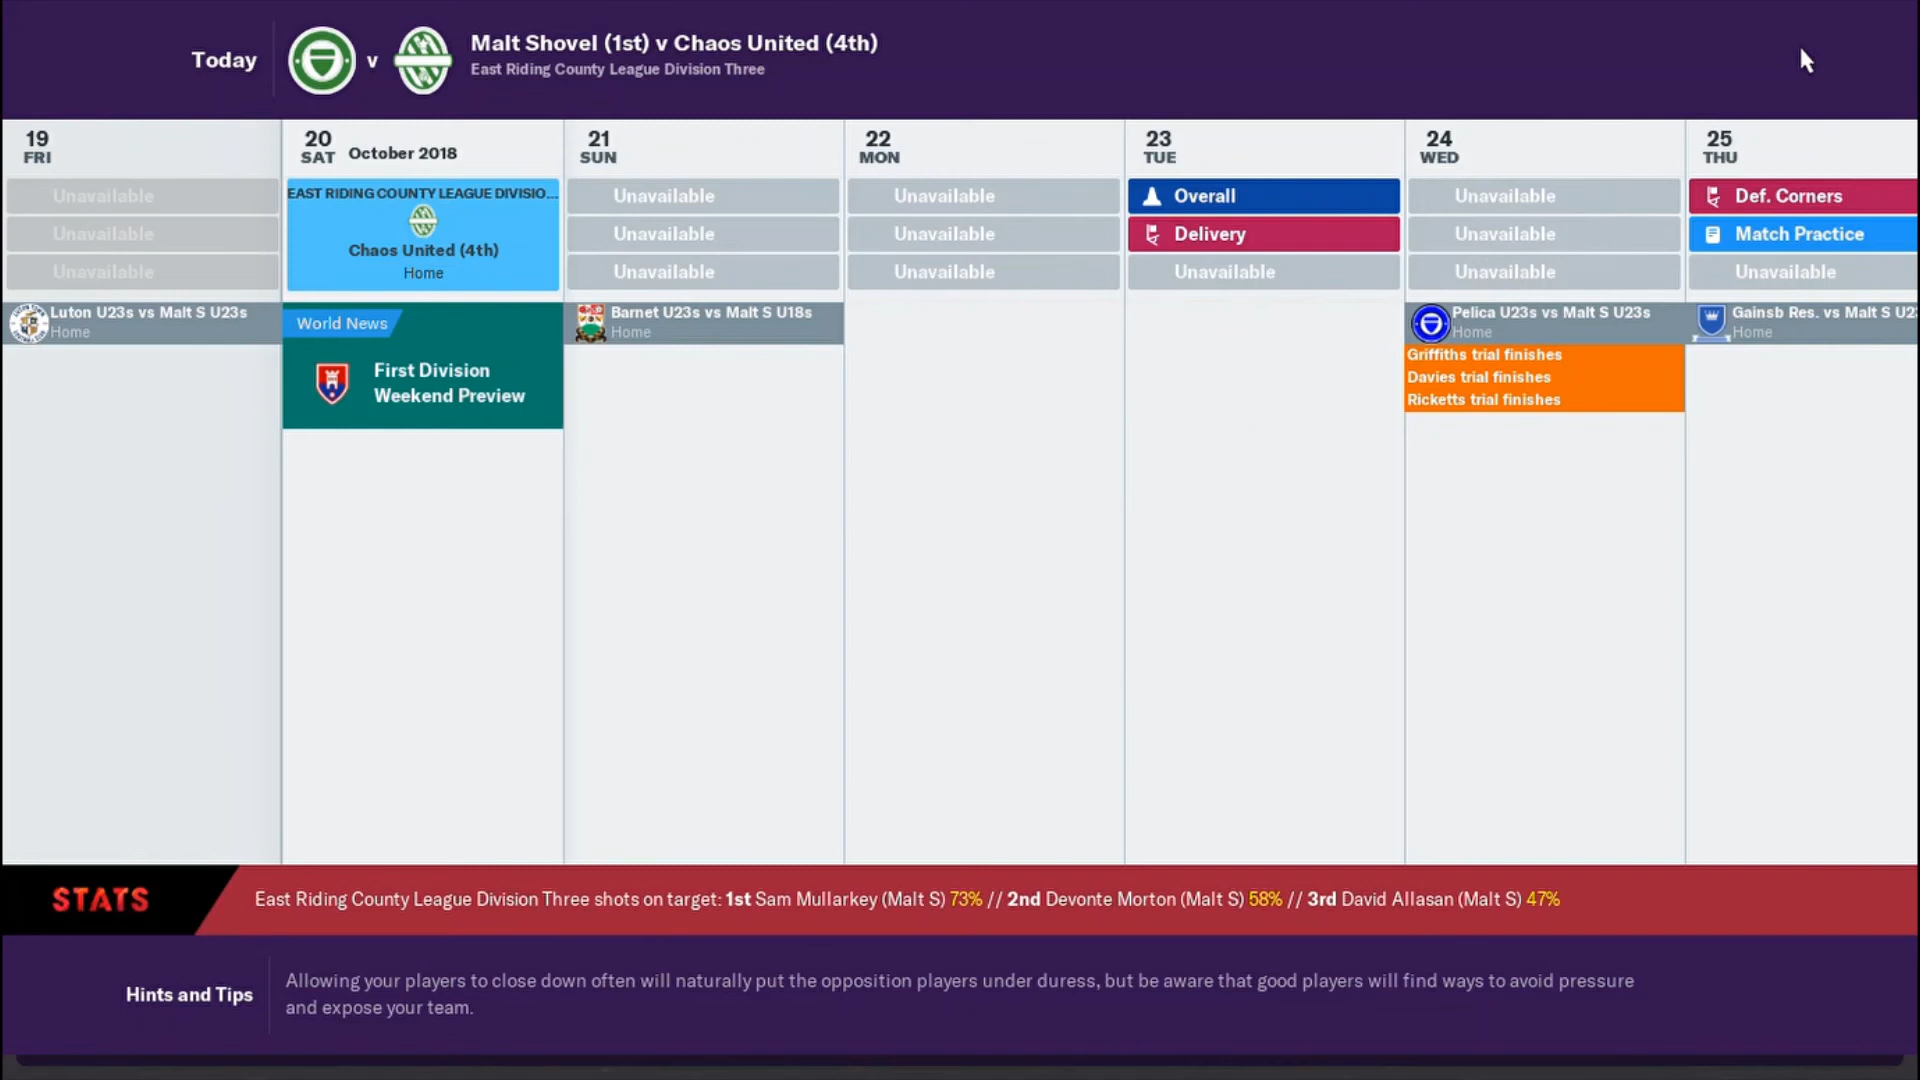 Today
v
Malt Shovel (1st) v Chaos United (4th)
East Riding County League Division Three
19
FRI
20
SAT
October 2018
21
SUN
22
MON
23
TUE
24
WED
25
THU
Unavailable
Unavailable
Unavailable
EAST RIDING COUNTY LEAGUE DIVISIO...
Chaos United (4th)
Home
Unavailable
Unavailable
Unavailable
Unavailable
Unavailable
Unavailable
Overall
Delivery
Unavailable
Unavailable
Unavailable
Unavailable
Def. Corners
Match Practice
Unavailable
Luton U23s vs Malt S U23s
Home
World News
First Division
Weekend Preview
Barnet U23s vs Malt S U18s
Home
Pelica U23s vs Malt S U23s
Home
Griffiths trial finishes
Davies trial finishes
Ricketts trial finishes
Gainsb Res. vs Malt S U2
Home
STATS
East Riding County League Division Three shots on target: 1st Sam Mullarkey (Malt S) 73% // 2nd Devonte Morton (Malt S) 58% // 3rd David Allasan (Malt S) 47%
Hints and Tips
Allowing your players to close down often will naturally put the opposition players under duress, but be aware that good players will find ways to avoid pressure
and expose your team.